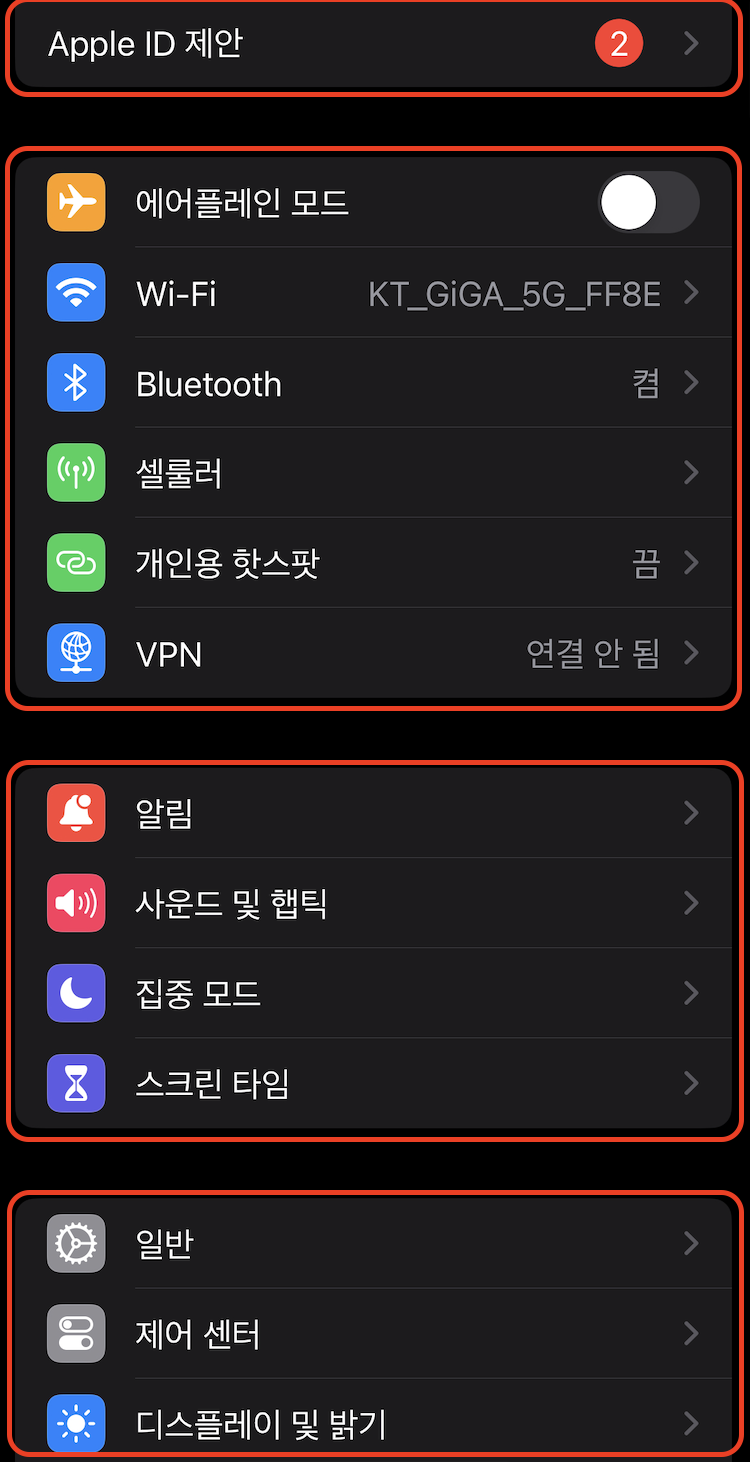 Apple ID 제안 2
에어플레인 모드
Wi-Fi KT_GiGA_5G_FF8E
Bluetooth 켬
셀룰러
개인용 핫스팟 끔
VPN 연결 안 됨
알림
사운드 및 햅틱
집중 모드
스크린 타임
일반
제어 센터
디스플레이 및 밝기